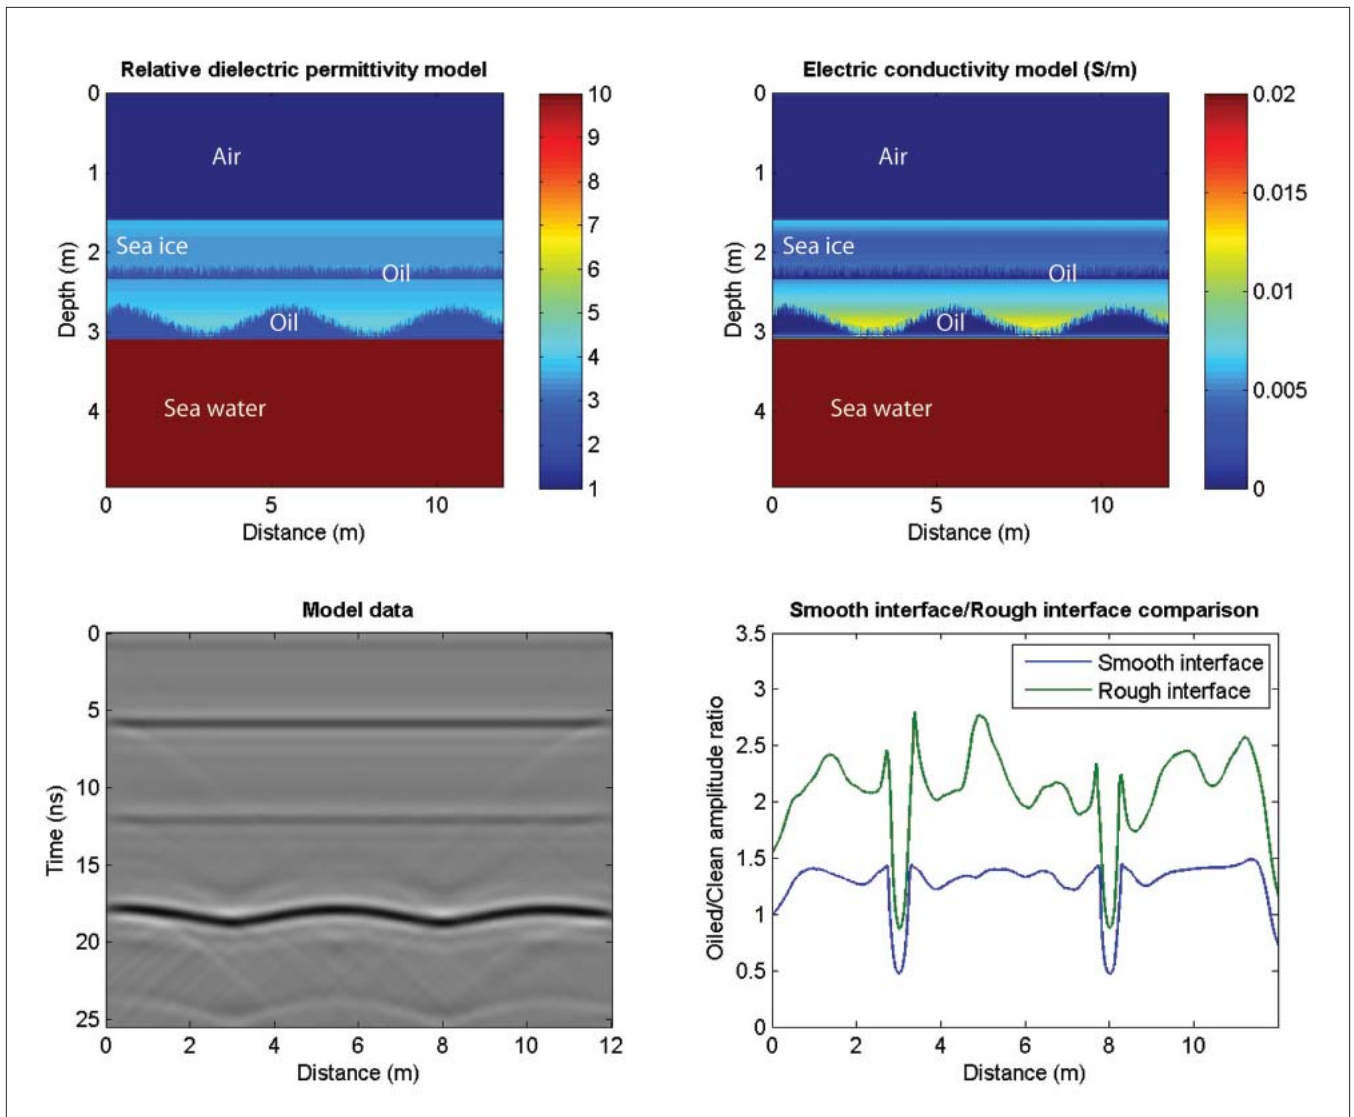 Relative dielectric permittivity model
0
1
2
3
4
Depth (m)
Air
Sea ice
Oil
Oil
Sea water
0 5 10
Distance (m)
10
9
8
7
6
5
4
3
2
1
Electric conductivity model (S/m)
0
1
2
3
4
Depth (m)
Air
Sea ice
Oil
Oil
Sea water
0 5 10
Distance (m)
0.02
0.015
0.01
0.005
0
Model data
0
5
10
15
20
25
Time (ns)
0 2 4 6 8 10 12
Distance (m)
Smooth interface/Rough interface comparison
3.5
3
2.5
2
1.5
1
0.5
0
Oiled/Clean amplitude ratio
Smooth interface
Rough interface
0 2 4 6 8 10
Distance (m)